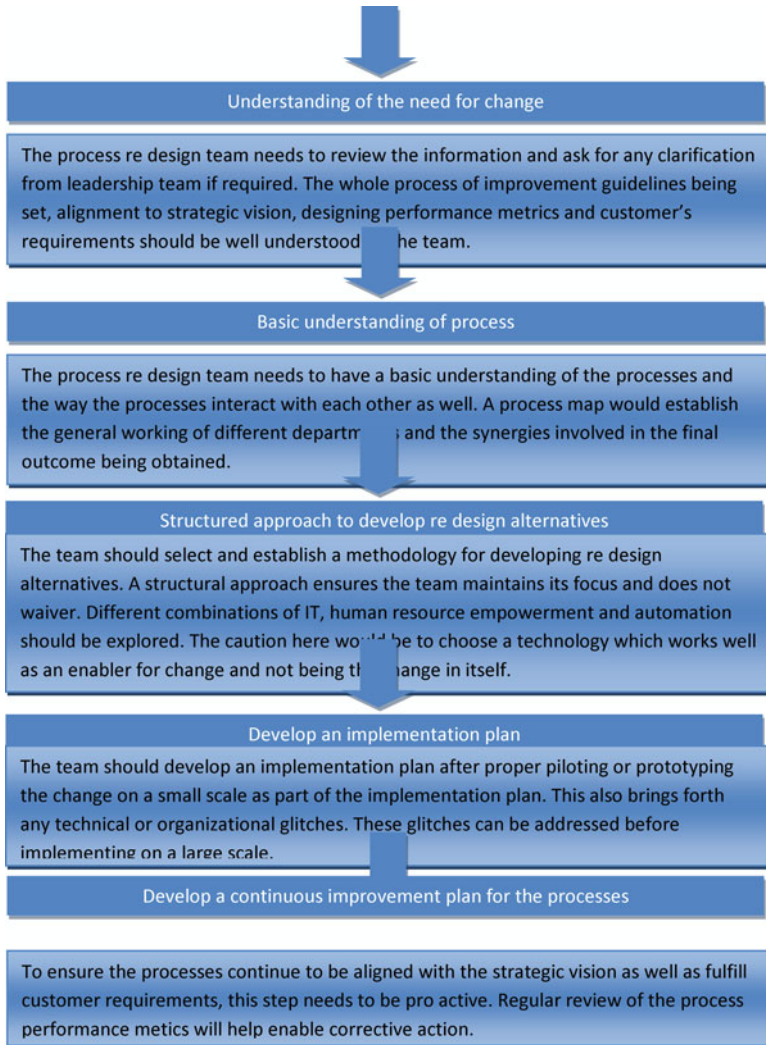 Understanding of the need for change
The process re design team needs to review the information and ask for any clarification
from leadership team if required. The whole process of improvement guidelines being
set, alignment to strategic vision, designing performance metrics and customer’s
requirements should be well understood he team.
Basic understanding of process
The process re design team needs to have a basic understanding of the processes and
the way the processes interact with each other as well. A process map would establish
the general working of different departm s and the synergies involved in the final
outcome being obtained.
Structured approach to develop re design alternatives
The team should select and establish a methodology for developing re design
alternatives. A structural approach ensures the team maintains its focus and does not
waiver. Different combinations of IT, human resource empowerment and automation
should be explored. The caution here would be to choose a technology which works well
as an enabler for change and not being th hange in itself.
Develop an implementation plan
The team should develop an implementation plan after proper piloting or prototyping
the change on a small scale as part of the implementation plan. This also brings forth
any technical or organizational glitches. These glitches can be addressed before
implementing on a large scale.
Develop a continuous improvement plan for the processes
To ensure the processes continue to be aligned with the strategic vision as well as fulfill
customer requirements, this step needs to be pro active. Regular review of the process
performance metics will help enable corrective action.